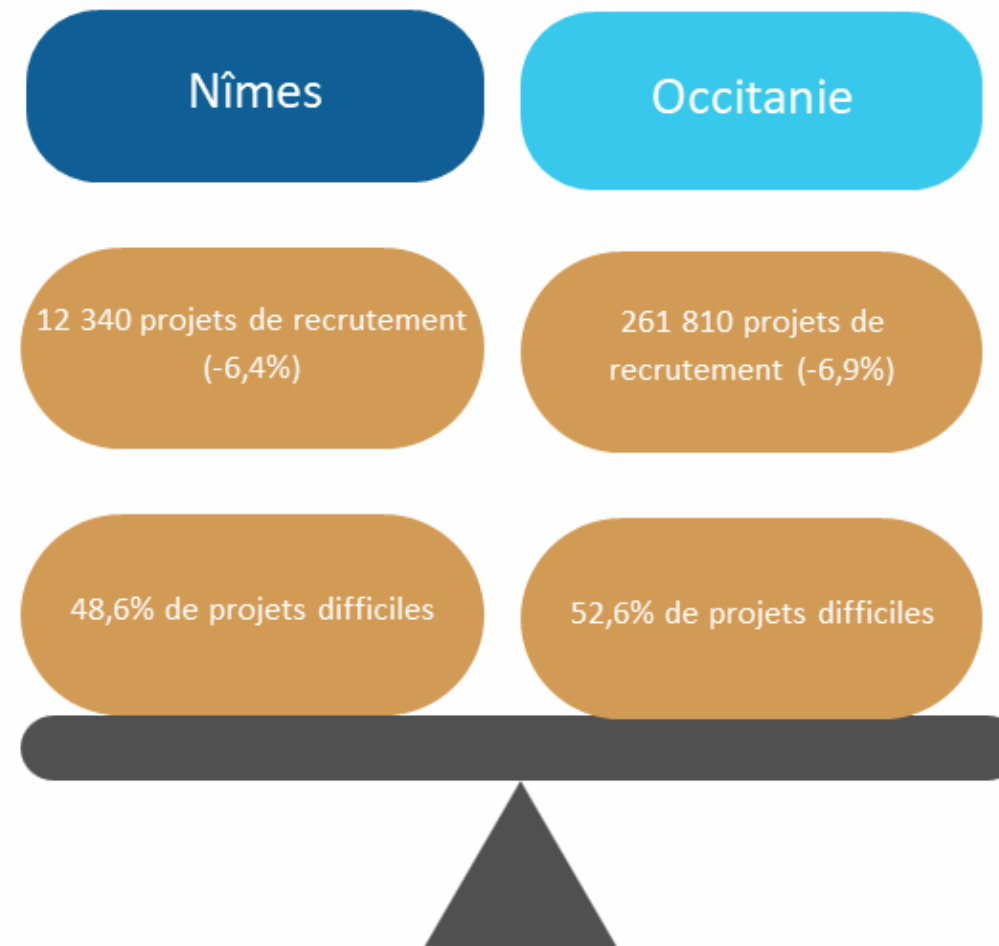 Nîmes
Occitanie
12 340 projets de recrutement
(-6,4%)
261 810 projets de
recrutement (-6,9%)
48,6% de projets difficiles
52,6% de projets difficiles